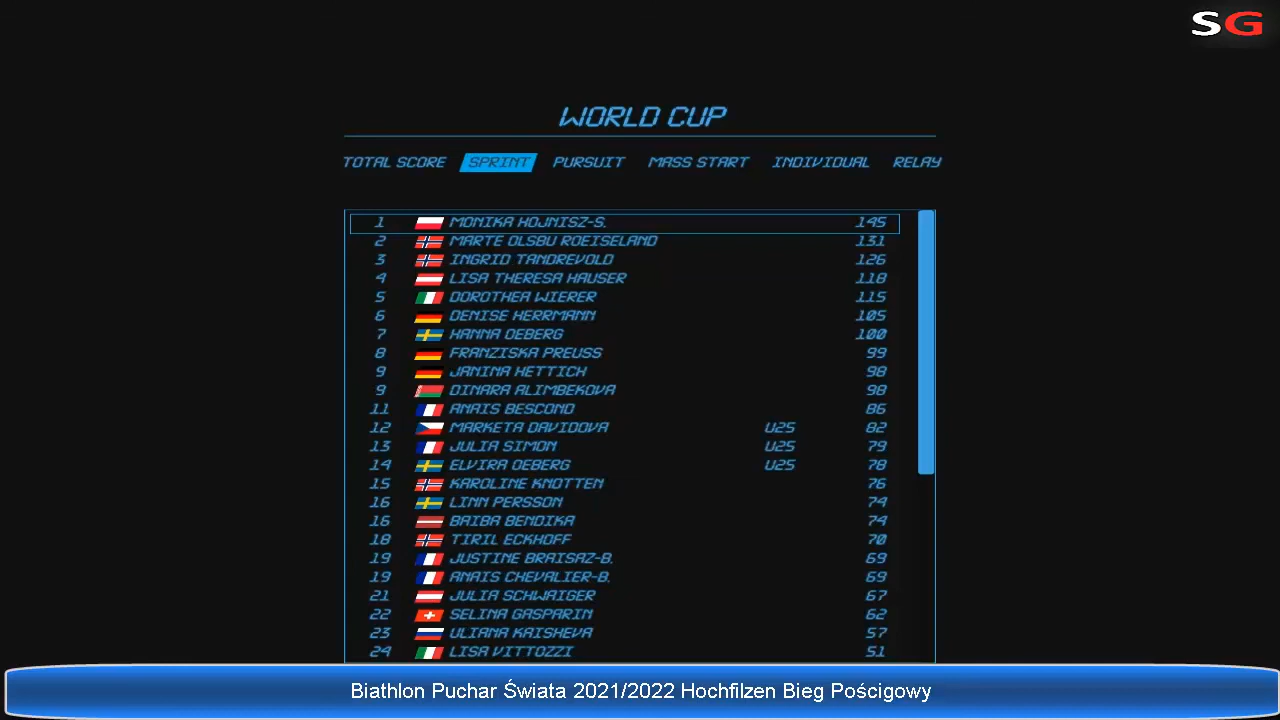 SG
WORLD CUP
TOTAL SCORE SPRINT PURSUIT MASS START INDIVIDUAL RELAY
1 MONIKA HOJNISZ-S. 145
2 MARTE OLSBU ROEISELAND 131
3 INGRID TANDREVOLD 126
4 LISA THERESA HAUSER 118
5 DOROTHEA WIERER 115
6 DENISE HERRMANN 105
7 HANNA OEBERG 100
8 FRANZISKA PREUSS 99
9 JANINA HETTICH 98
9 DINARA ALIMBEKOVA 98
11 ANAIS BESCOND 86
12 MARKETA DAVIDOVA U25 82
13 JULIA SIMON U25 79
14 ELVIRA OEBERG U25 78
15 KAROLINE KNOTTEN 76
16 LINN PERSSON 74
16 BAIBA BENDIKA 74
18 TIRIL ECKHOFF 70
19 JUSTINE BRAISAZ-B. 69
19 ANAIS CHEVALIER-B. 69
21 JULIA SCHWAIGER 67
22 SELINA GASPARIN 62
23 ULIANA KAISHEVA 57
24 LISA VITTOZZI 51
Biathlon Puchar Świata 2021/2022 Hochfilzen Bieg Pościgowy